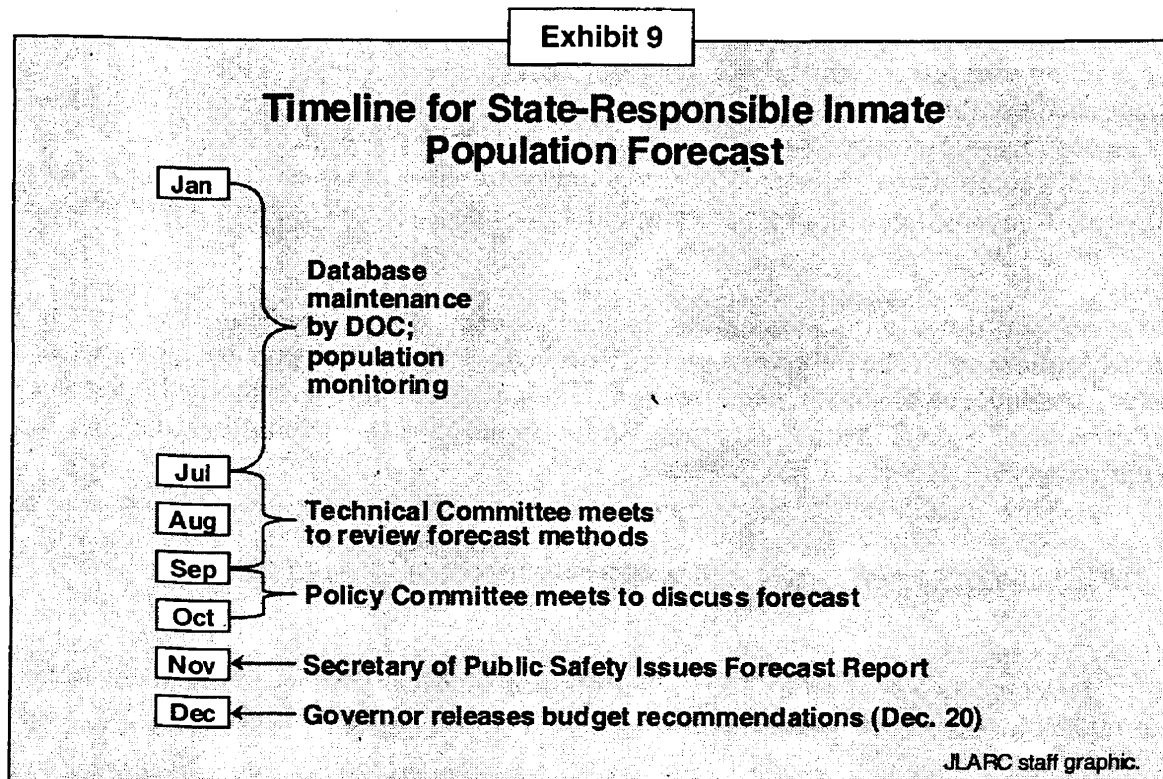 Exhibit 9
Timeline for State-Responsible Inmate
Population Forecast
Jan
Database
maintenance
by DOC;
population
monitoring
Jul
Aug
Technical Committee meets
to review forecast methods
Sep
Policy Committee meets to discuss forecast
Oct
Nov
Secretary of Public Safety Issues Forecast Report
Dec
Governor releases budget recommendations (Dec. 20)
JLARC staff graphic.